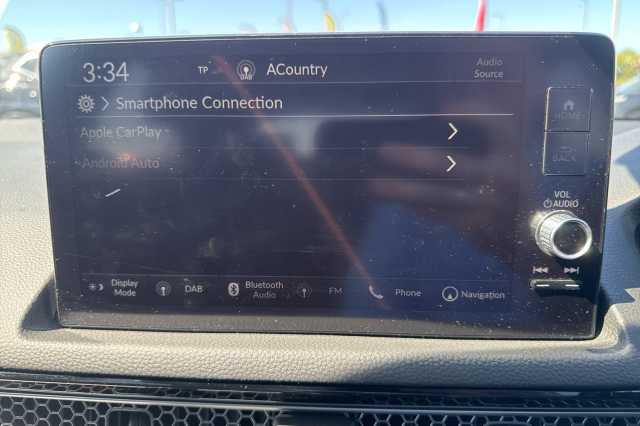 3:34 TP DAB ACountry Audio Source
Smartphone Connection
HOME
Apple CarPlay
Android Auto
BACK
VOL
AUDIO
Display Mode DAB Bluetooth Audio FM Phone Navigation